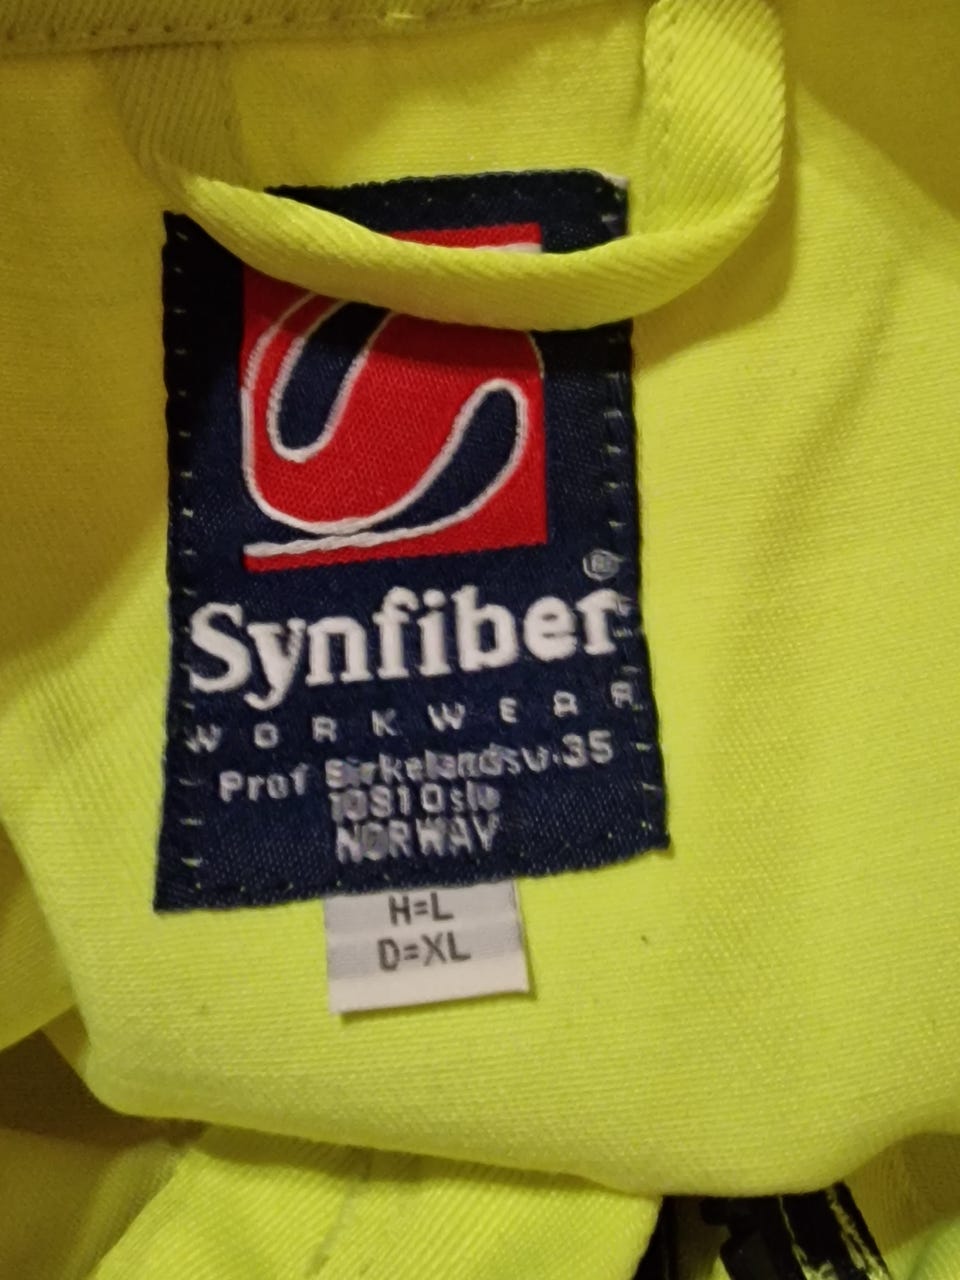 ®
Synfiber
WORKWEAR
Prof Birkelandsv.35
1081 Oslo
NORWAY
H=L
D=XL